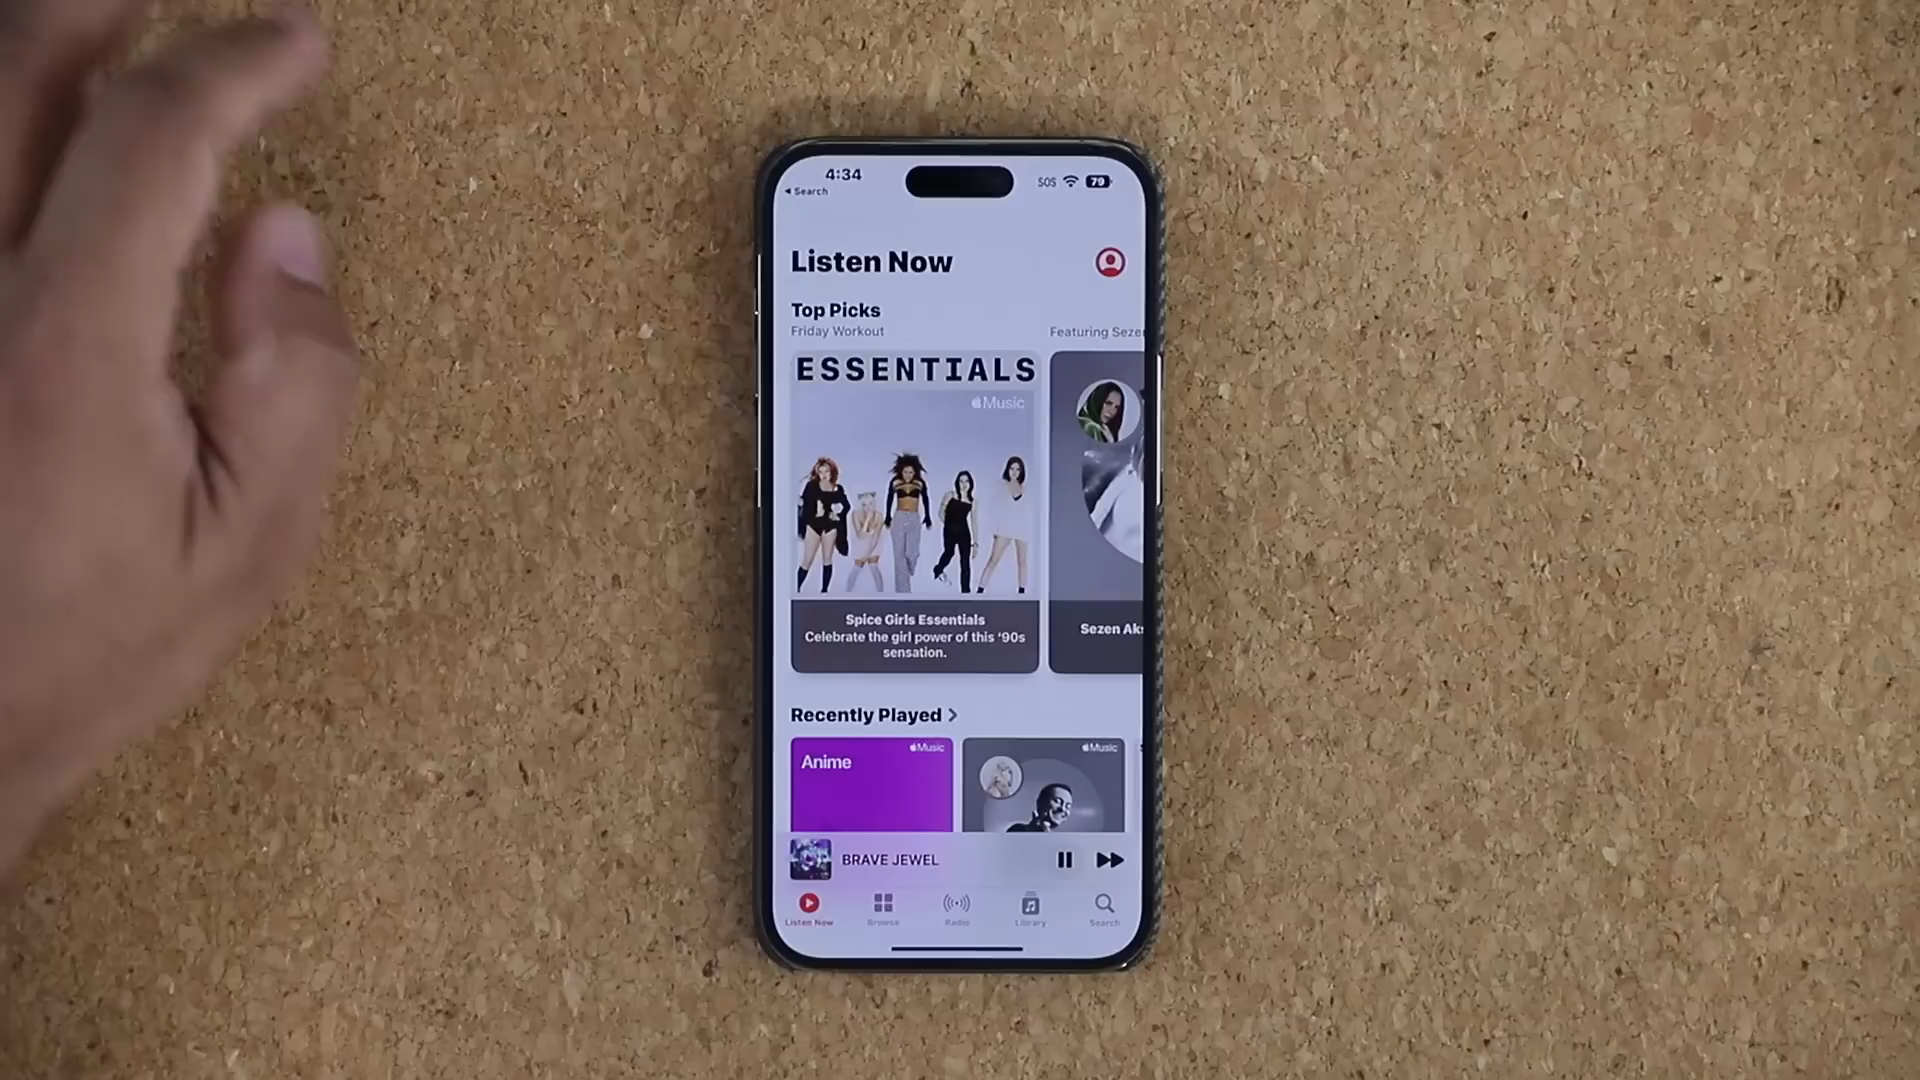 4:34
Search
SOS
79
Listen Now
Top Picks
Friday Workout
Featuring Seze
ESSENTIALS
Music
Spice Girls Essentials
Celebrate the girl power of this ‘90s
sensation.
Sezen Aks
Recently Played
Music
Anime
Music
BRAVE JEWEL
Listen Now
Browse
Radio
Library
Search